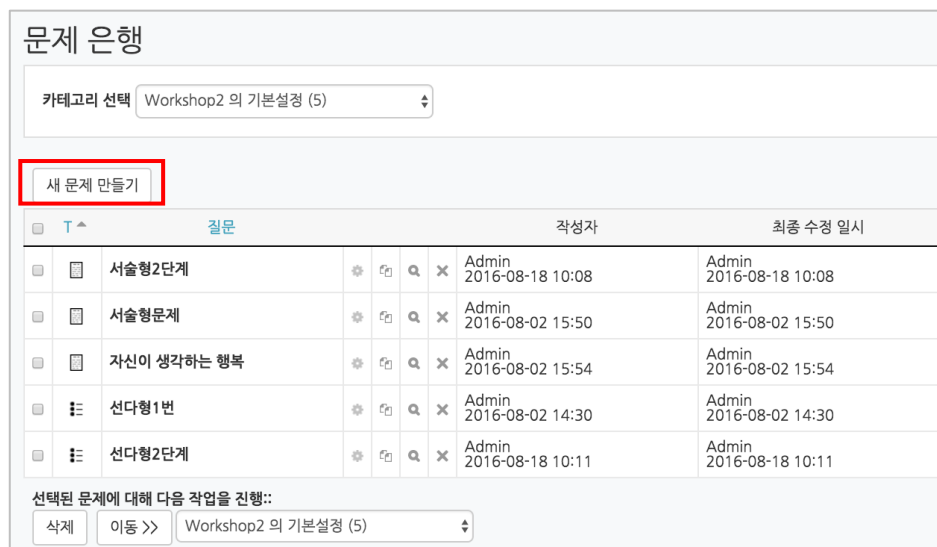 문제 은행
카테고리 선택 Workshop2 의 기본설정 (5)
새 문제 만들기
T 질문 작성자 최종 수정 일시
서술형2단계 Admin 2016-08-18 10:08 Admin 2016-08-18 10:08
서술형문제 Admin 2016-08-02 15:50 Admin 2016-08-02 15:50
자신이 생각하는 행복 Admin 2016-08-02 15:54 Admin 2016-08-02 15:54
선다형1번 Admin 2016-08-02 14:30 Admin 2016-08-02 14:30
선다형2단계 Admin 2016-08-18 10:11 Admin 2016-08-18 10:11
선택된 문제에 대해 다음 작업을 진행::
삭제 이동 >> Workshop2 의 기본설정 (5)